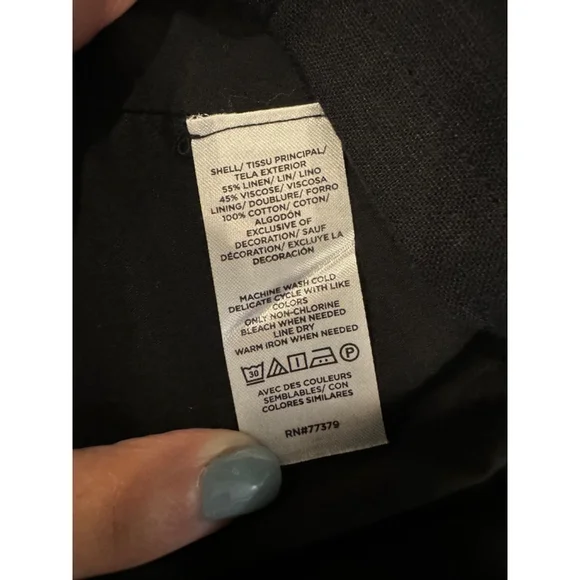 SHELL/ TISSU PRINCIPAL/
TELA EXTERIOR
55% LINEN/ LIN/ LINO
45% VISCOSE/ VISCOSA
LINING/ DOUBLURE/ FORRO
100% COTTON/ COTON/
ALGODÓN
EXCLUSIVE OF
DECORATION/ SAUF
DÉCORATION/ EXCLUYE LA
DECORACIÓN
MACHINE WASH COLD
DELICATE CYCLE WITH LIKE
COLORS
ONLY NON-CHLORINE
BLEACH WHEN NEEDED
LINE DRY
WARM IRON WHEN NEEDED
30 P
AVEC DES COULEURS
SEMBLABLES/ CON
COLORES SIMILARES
RN#77379